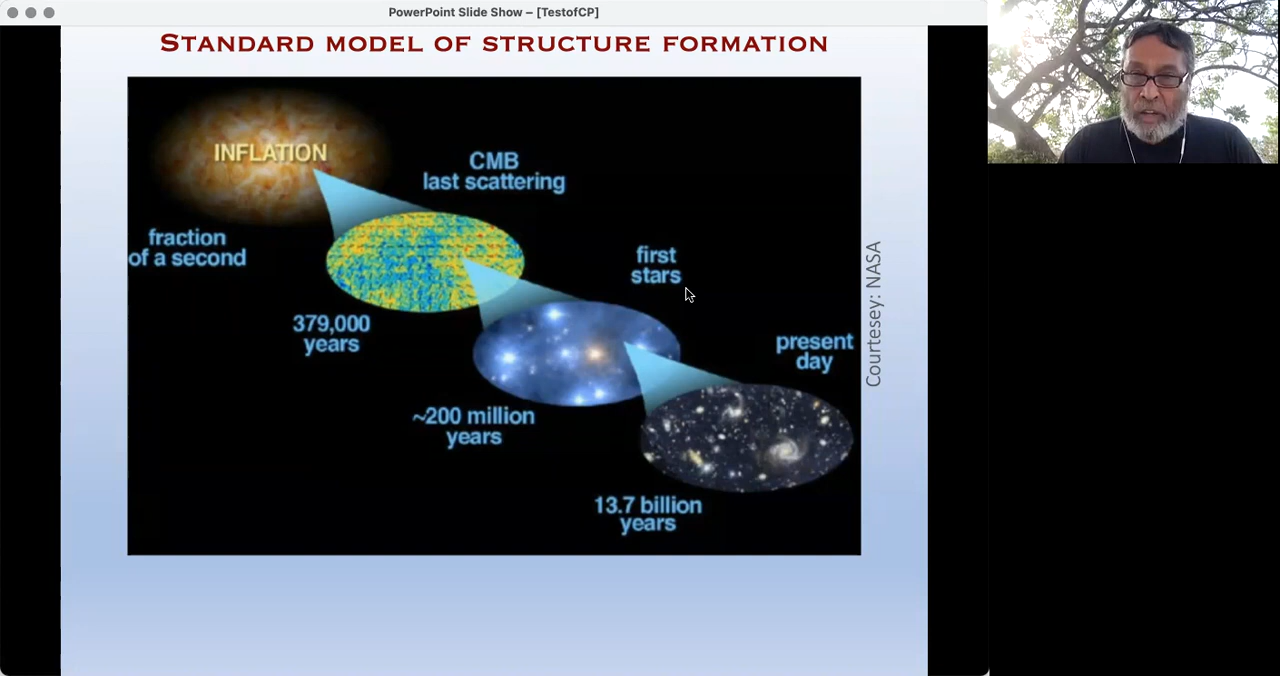 PowerPoint Slide Show – [TestofCP]
STANDARD MODEL OF STRUCTURE FORMATION
INFLATION
CMB
last scattering
fraction
of a second
first
stars
379,000
years
present
day
~200 million
years
13.7 billion
years
Courtesey: NASA